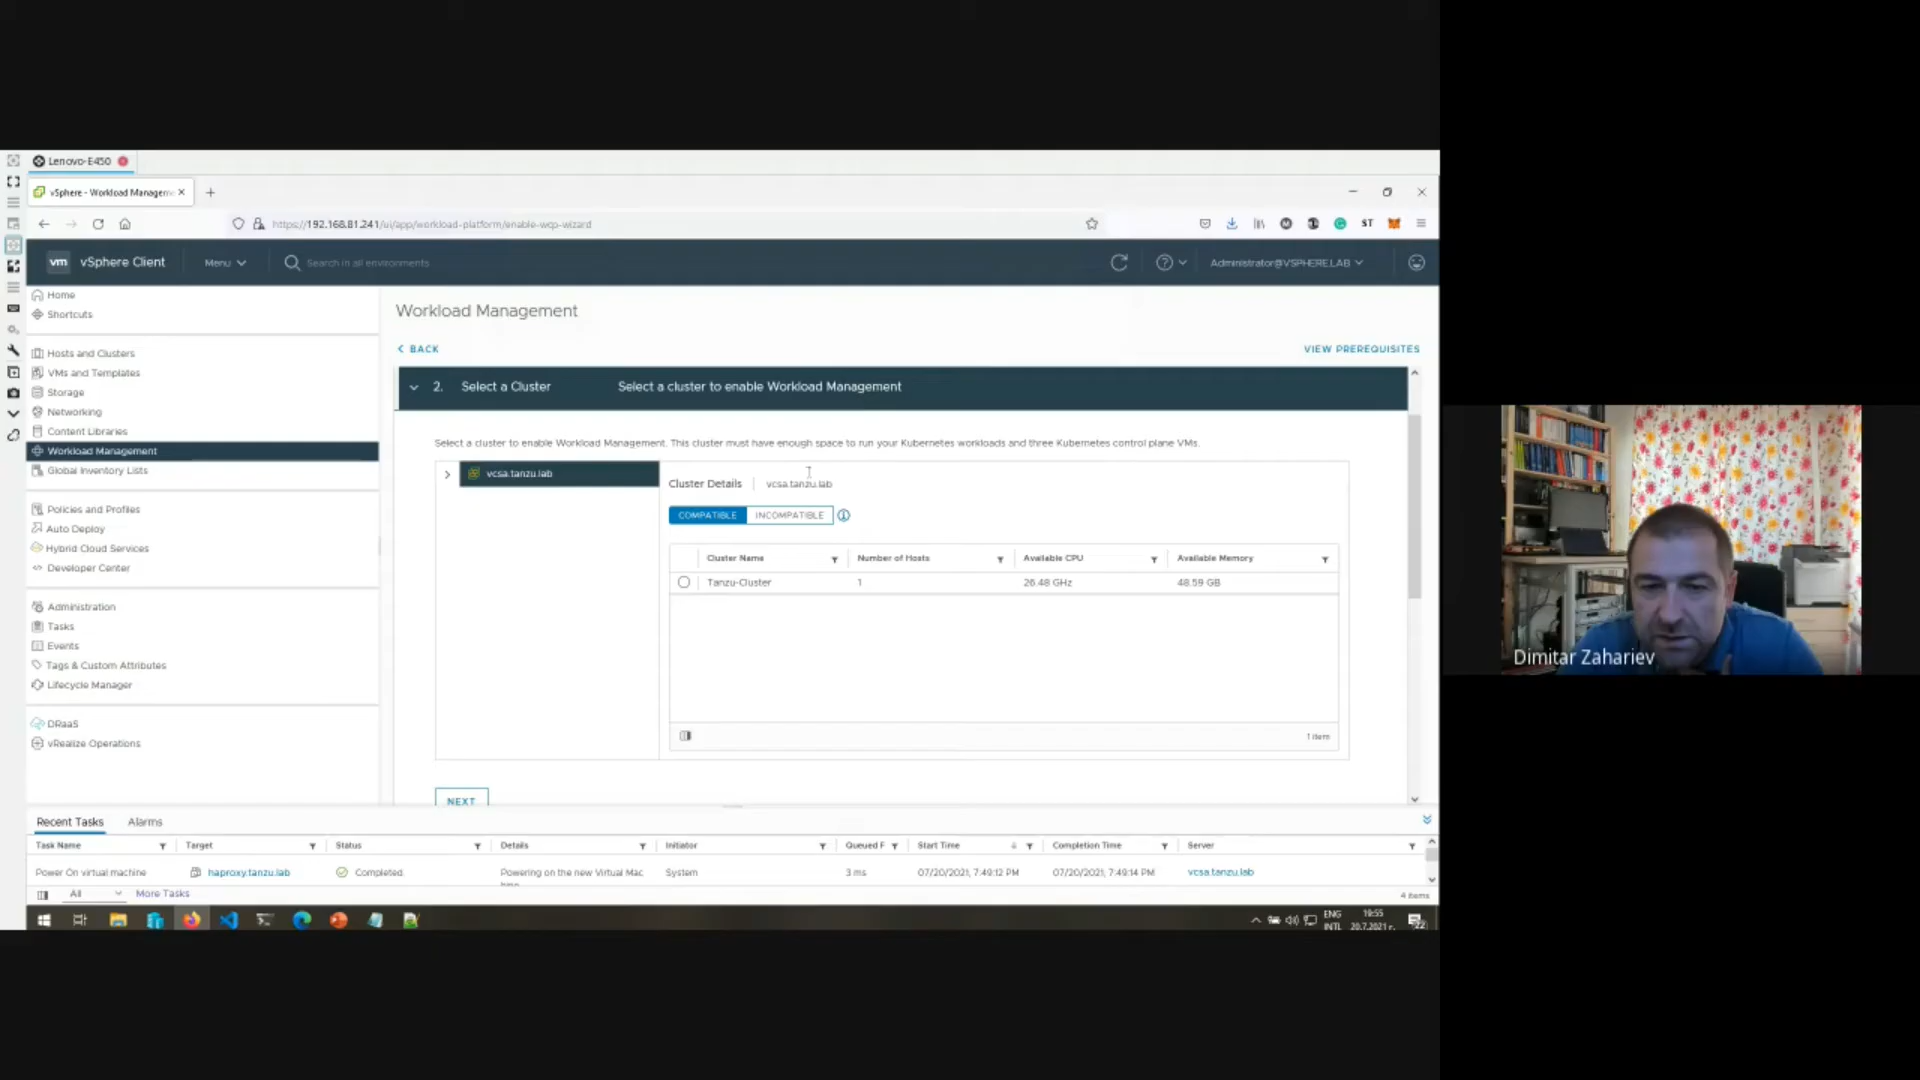 Lenovo-E450
vSphere - Workload Managem
https://192.168.81.241/ui/app/workload-platform/enable-wcp-wizard
ST
vm vSphere Client Menu Search in all environments Administrator@VSPHERE.LAB
Home
Shortcuts
Hosts and Clusters
VMs and Templates
Storage
Networking
Content Libraries
Workload Management
Global Inventory Lists
Policies and Profiles
Auto Deploy
Hybrid Cloud Services
Developer Center
Administration
Tasks
Events
Tags & Custom Attributes
Lifecycle Manager
DRaaS
vRealize Operations
Workload Management
BACK
VIEW PREREQUISITES
2. Select a Cluster Select a cluster to enable Workload Management
Select a cluster to enable Workload Management. This cluster must have enough space to run your Kubernetes workloads and three Kubernetes control plane VMs.
vcsa.tanzu.lab
Cluster Details vcsa.tanzu.lab
COMPATIBLE INCOMPATIBLE
Cluster Name Number of Hosts Available CPU Available Memory
Tanzu-Cluster 1 26.48 GHz 48.59 GB
1 item
NEXT
Recent Tasks Alarms
Task Name Target Status Details Initiator Queued F Start Time Completion Time Server
Power On virtual machine haproxy.tanzu.lab Completed Powering on the new Virtual Mac System 3 ms 07/20/2021, 7:49:12 PM 07/20/2021, 7:49:14 PM vcsa.tanzu.lab
All More Tasks
4 items
ENG
INTL
19:55
20.7.2021 г.
22
Dimitar Zahariev